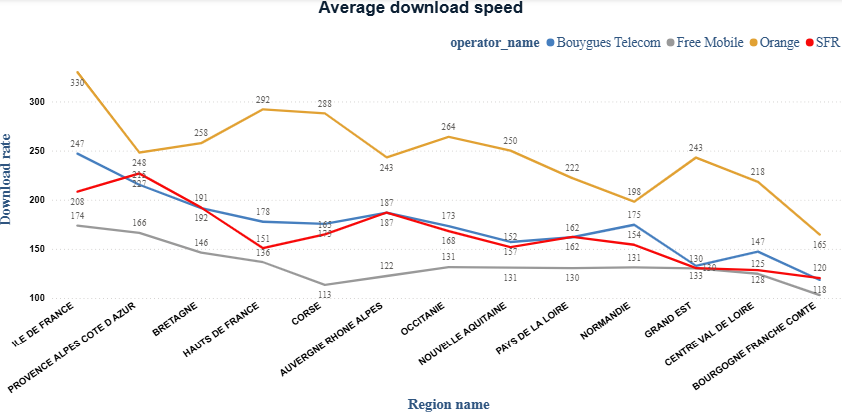 Average download speed
operator_name Bouygues Telecom Free Mobile Orange SFR
Download rate
300
250
200
150
100
330 248 258 292 288 243 264 250 222 198 243 218 165
247 191 178 187 173 157 162 175 133 147 118
208 227 192 151 165 187 168 152 162 154 130 128 120
174 166 146 136 113 122 131 131 130 131 130 125
ILE DE FRANCE
PROVENCE ALPES COTE D AZUR
BRETAGNE
HAUTS DE FRANCE
CORSE
AUVERGNE RHONE ALPES
OCCITANIE
NOUVELLE AQUITAINE
PAYS DE LA LOIRE
NORMANDIE
GRAND EST
CENTRE VAL DE LOIRE
BOURGOGNE FRANCHE COMTE
Region name